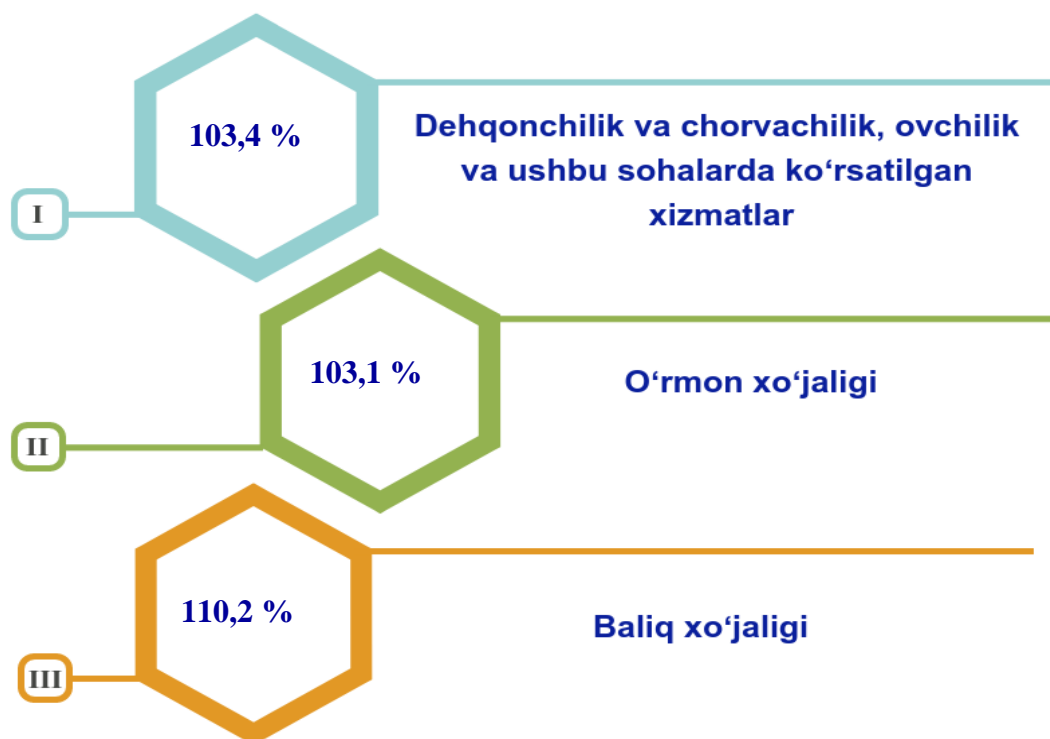 103,4 %
Dehqonchilik va chorvachilik, ovchilik
va ushbu sohalarda ko‘rsatilgan
xizmatlar
I
103,1 %
O‘rmon xo‘jaligi
II
110,2 %
Baliq xo‘jaligi
III